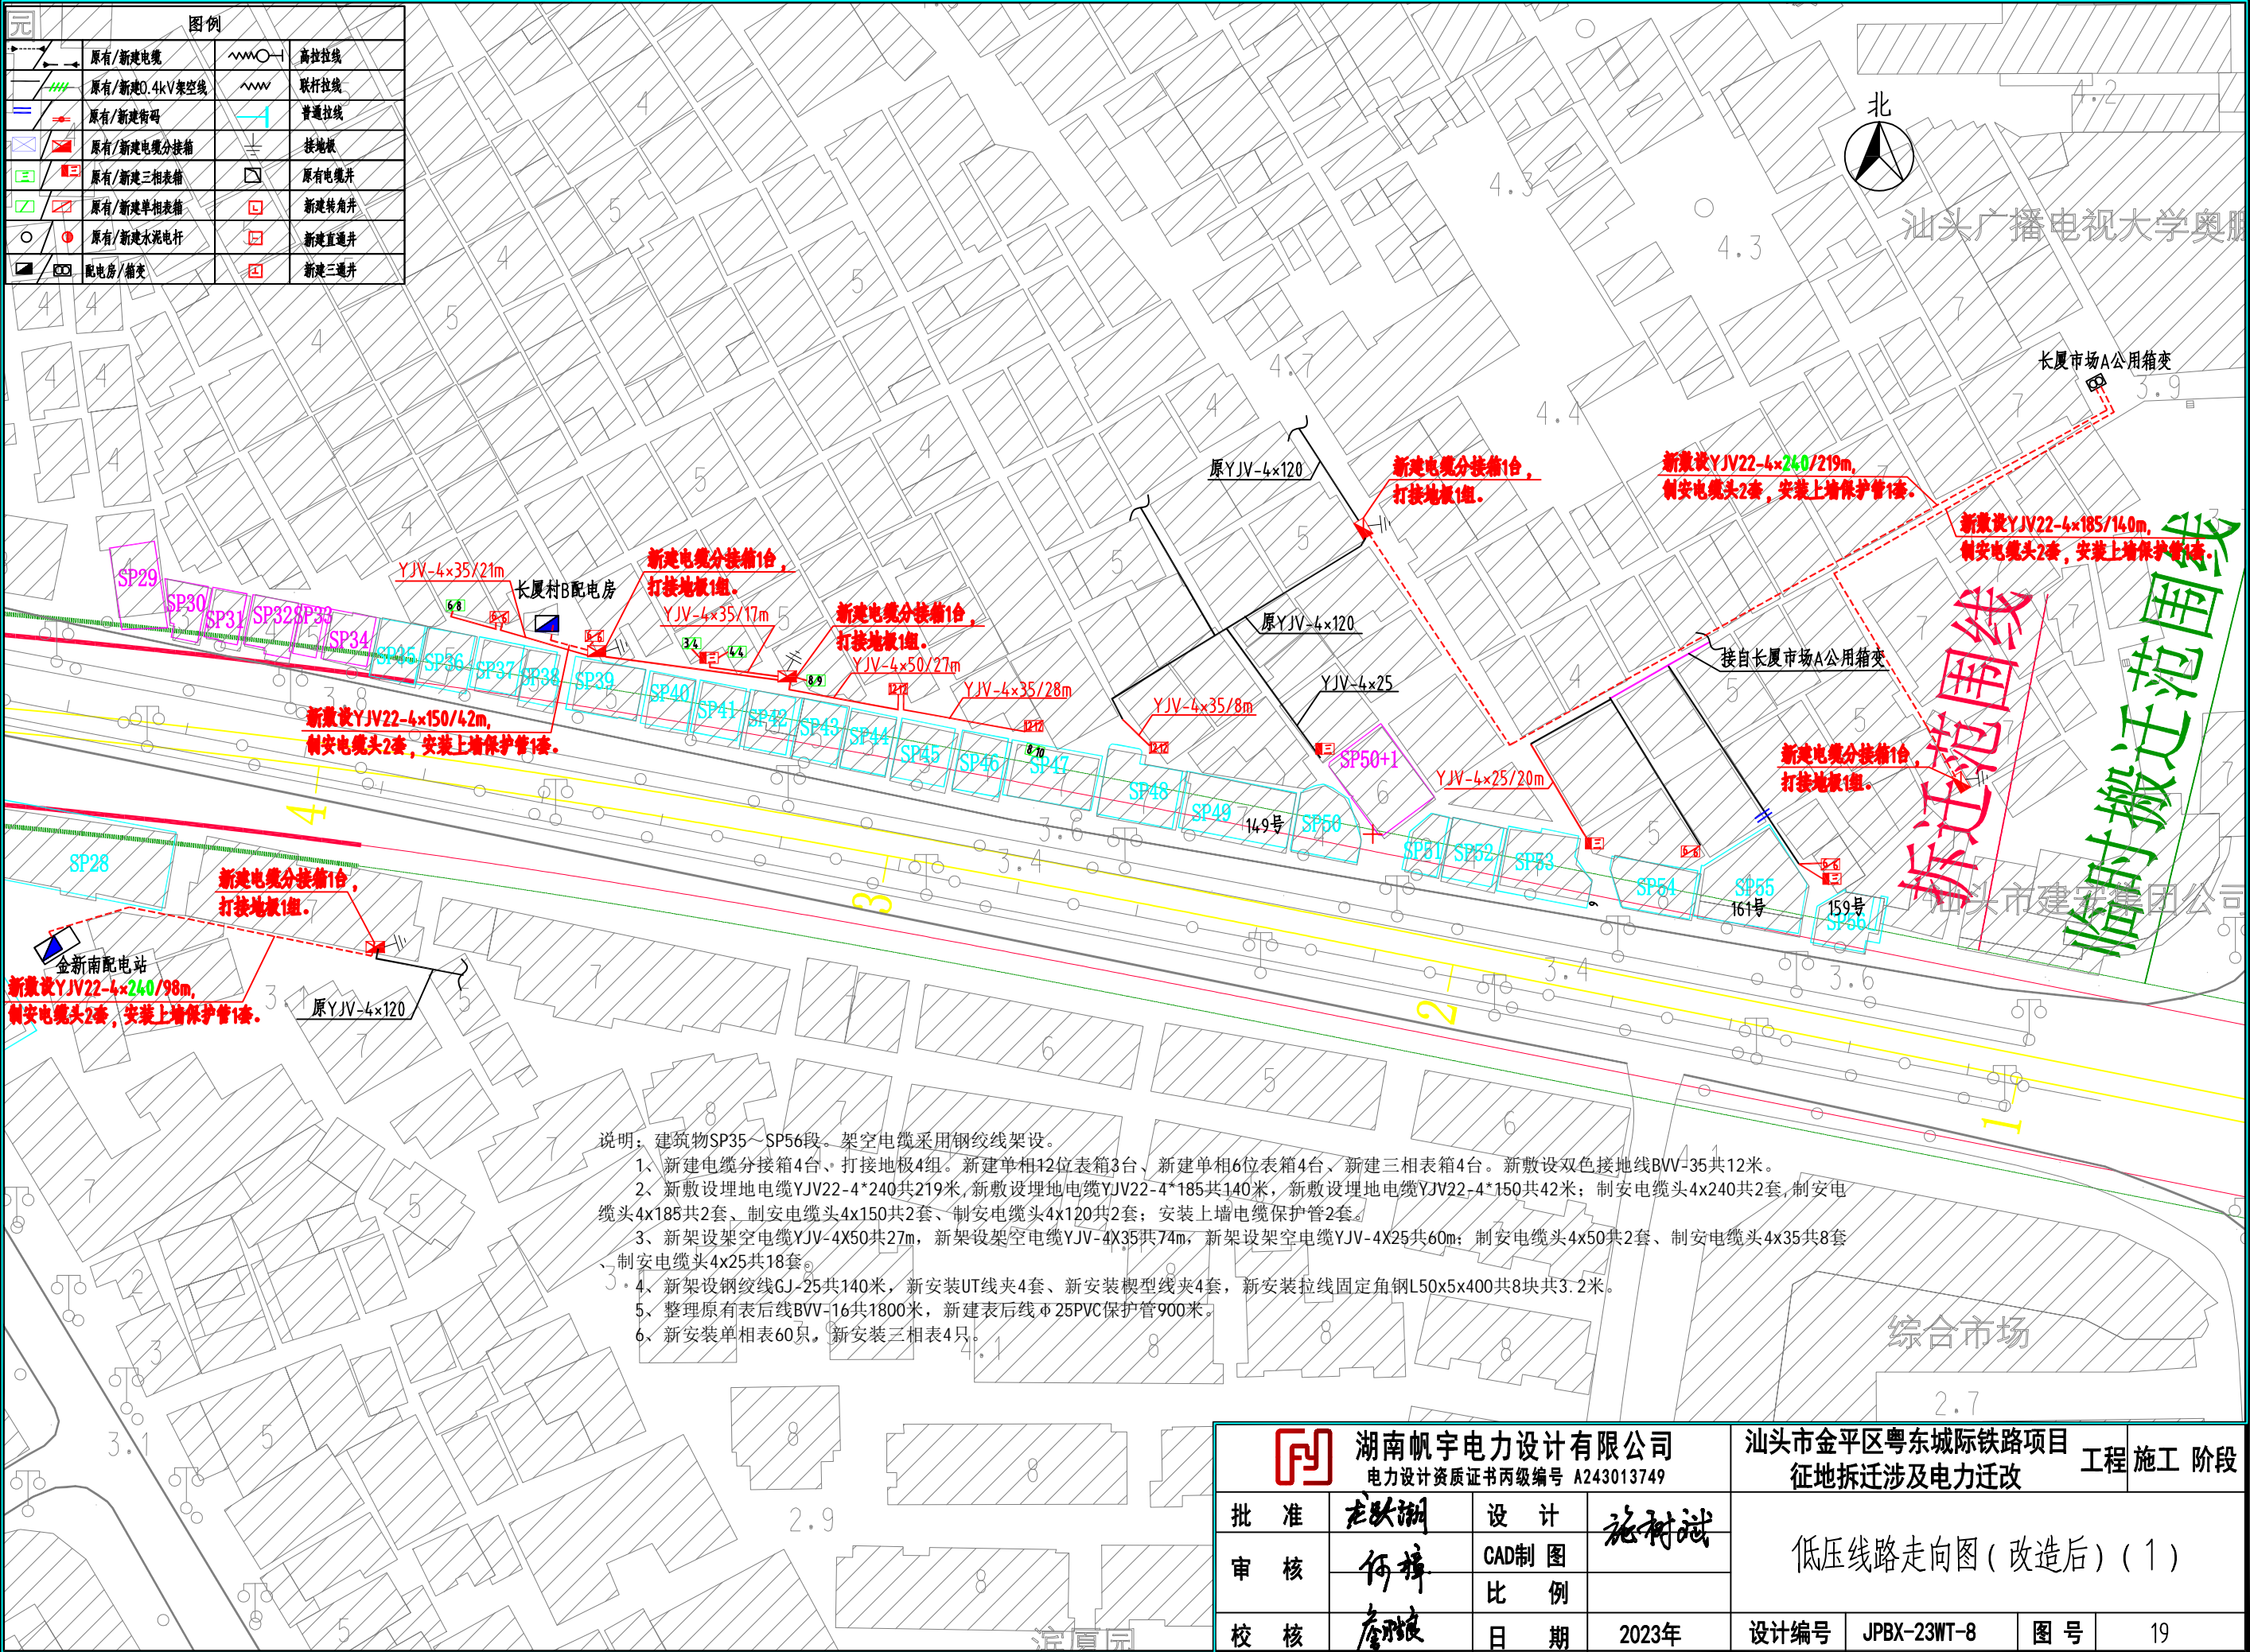 图例
原有/新建电缆
高拉拉线
原有/新建0.4kV架空线
联杆拉线
原有/新建街码
普通拉线
原有/新建电缆分接箱
接地极
原有/新建三相表箱
原有电缆井
原有/新建单相表箱
新建转角井
原有/新建水泥电杆
新建直通井
配电房/箱变
新建三通井
北
汕头广播电视大学奥鹏
长厦市场A公用箱变
原YJV-4×120
新建电缆分接箱1台,
打接地极1组。
新敷设YJV22-4×240/219m,
制安电缆头2套,安装上墙保护管1套。
新敷设YJV22-4×185/140m,
制安电缆头2套,安装上墙保护管1套。
拆迁范围线
临时搬迁范围线
YJV-4×35/21m
长厦村B配电房
新建电缆分接箱1台,
打接地极1组。
YJV-4×35/17m
新建电缆分接箱1台,
打接地极1组。
YJV-4×50/27m
YJV-4×35/28m
YJV-4×35/8m
原YJV-4×120
YJV-4×25
接自长厦市场A公用箱变
YJV-4×25/20m
新建电缆分接箱1台,
打接地极1组。
新敷设YJV22-4×150/42m,
制安电缆头2套,安装上墙保护管1套。
SP29
SP30
SP31
SP32
SP33
SP34
SP35
SP36
SP37
SP38
SP39
SP40
SP41
SP42
SP43
SP44
SP45
SP46
SP47
SP48
SP49
149号
SP50
SP50+1
SP51
SP52
SP53
SP54
SP55
161号
159号
SP56
汕头市建安集团公司
SP28
新建电缆分接箱1台,
打接地极1组。
金新南配电站
新敷设YJV22-4×240/98m,
制安电缆头2套,安装上墙保护管1套。
原YJV-4×120
4
3
2
1
说明:建筑物SP35～SP56段。架空电缆采用钢绞线架设。
1、新建电缆分接箱4台、打接地极4组。新建单相12位表箱3台、新建单相6位表箱4台、新建三相表箱4台。新敷设双色接地线BVV-35共12米。
2、新敷设埋地电缆YJV22-4*240共219米,新敷设埋地电缆YJV22-4*185共140米,新敷设埋地电缆YJV22-4*150共42米;制安电缆头4x240共2套,制安电
缆头4x185共2套、制安电缆头4x150共2套、制安电缆头4x120共2套;安装上墙电缆保护管2套。
3、新架设架空电缆YJV-4X50共27m,新架设架空电缆YJV-4X35共74m,新架设架空电缆YJV-4X25共60m;制安电缆头4x50共2套、制安电缆头4x35共8套
、制安电缆头4x25共18套。
4、新架设钢绞线GJ-25共140米,新安装UT线夹4套、新安装楔型线夹4套,新安装拉线固定角钢L50x5x400共8块共3.2米。
5、整理原有表后线BVV-16共1800米,新建表后线φ25PVC保护管900米。
6、新安装单相表60只,新安装三相表4只。
综合市场
滨厦园
湖南帆宇电力设计有限公司
电力设计资质证书丙级编号 A243013749
汕头市金平区粤东城际铁路项目
征地拆迁涉及电力迁改
工程 施工 阶段
批 准
设 计
审 核
CAD制 图
比 例
校 核
日 期
2023年
低压线路走向图(改造后)(1)
设计编号
JPBX-23WT-8
图 号
19